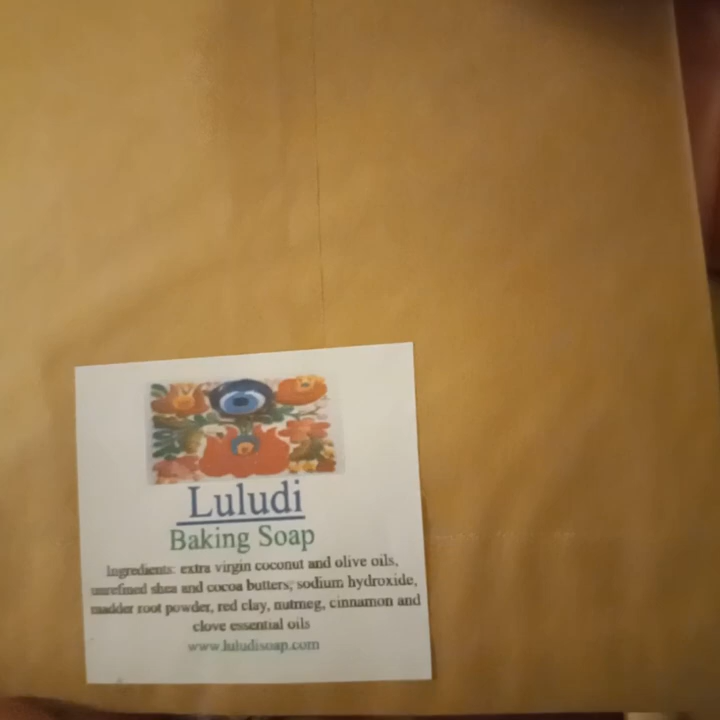 Luludi
Baking Soap
Ingredients: extra virgin coconut and olive oils,
unrefined shea and cocoa butters, sodium hydroxide,
madder root powder, red clay, nutmeg, cinnamon and
clove essential oils
www.luludisoap.com